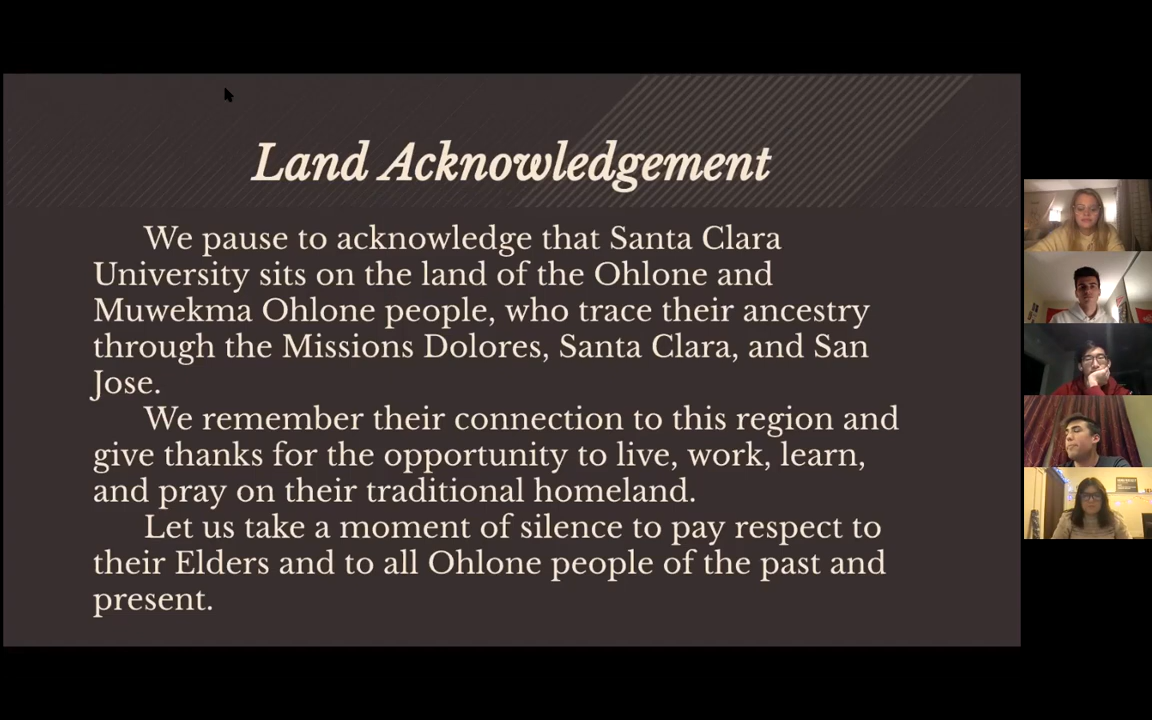 Land Acknowledgement
We pause to acknowledge that Santa Clara
University sits on the land of the Ohlone and
Muwekma Ohlone people, who trace their ancestry
through the Missions Dolores, Santa Clara, and San
Jose.
We remember their connection to this region and
give thanks for the opportunity to live, work, learn,
and pray on their traditional homeland.
Let us take a moment of silence to pay respect to
their Elders and to all Ohlone people of the past and
present.